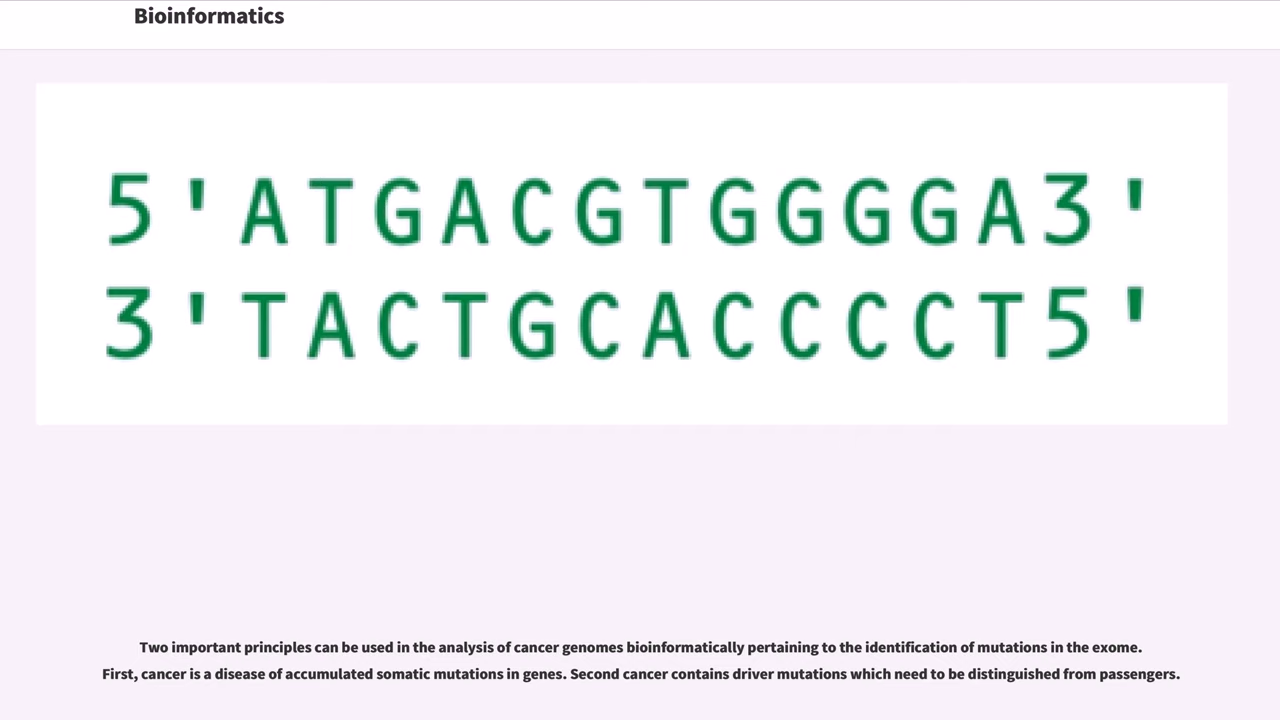 Bioinformatics
5'ATGACGTGGGGA3'
3'TACTGCACCCCT5'
Two important principles can be used in the analysis of cancer genomes bioinformatically pertaining to the identification of mutations in the exome.
First, cancer is a disease of accumulated somatic mutations in genes. Second cancer contains driver mutations which need to be distinguished from passengers.